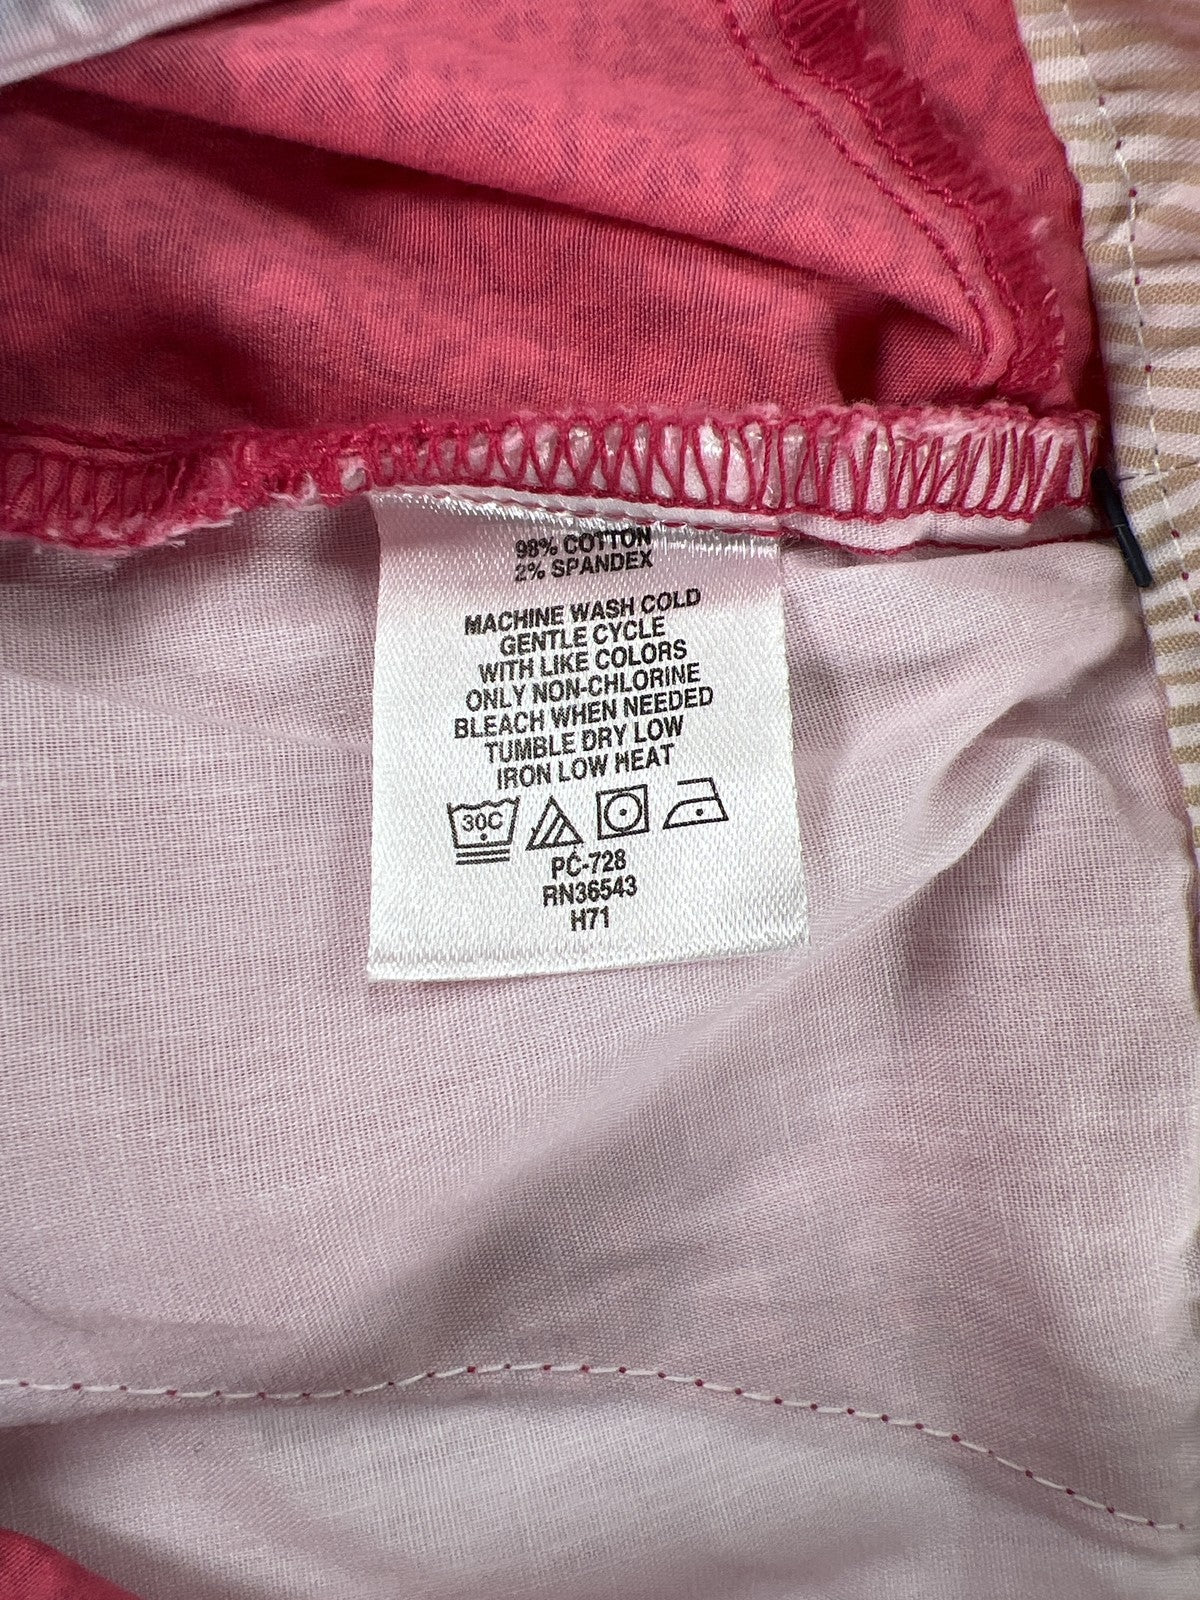 98% COTTON
2% SPANDEX
MACHINE WASH COLD
GENTLE CYCLE
WITH LIKE COLORS
ONLY NON-CHLORINE
BLEACH WHEN NEEDED
TUMBLE DRY LOW
IRON LOW HEAT
30C
PC-728
RN36543
H71